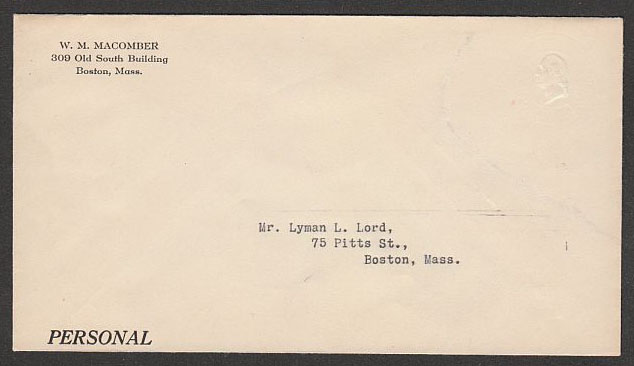 W. M. MACOMBER
309 Old South Building
Boston, Mass.
Mr. Lyman L. Lord,
75 Pitts St.,
Boston, Mass.
PERSONAL